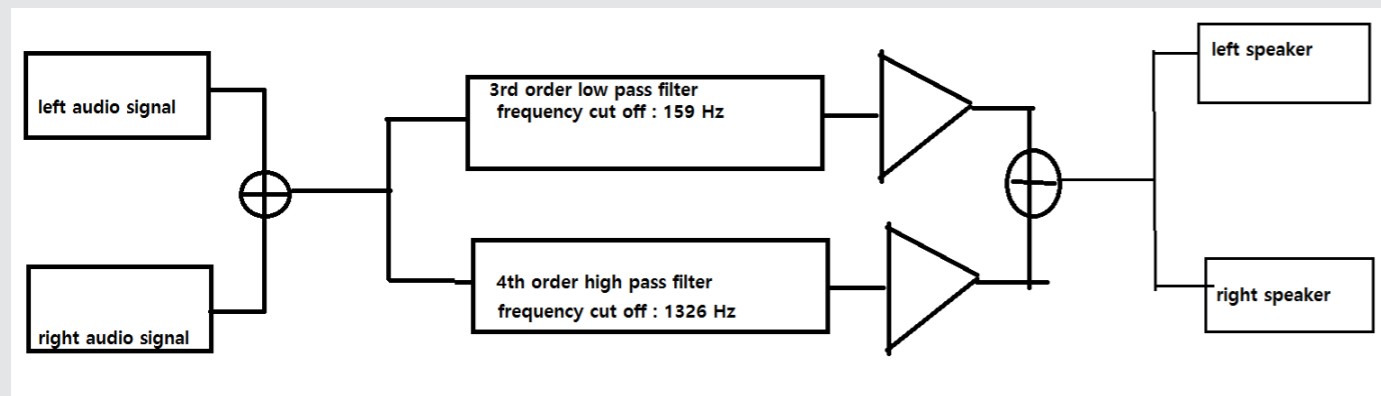 left audio signal
right audio signal
3rd order low pass filter
frequency cut off : 159 Hz
4th order high pass filter
frequency cut off : 1326 Hz
left speaker
right speaker